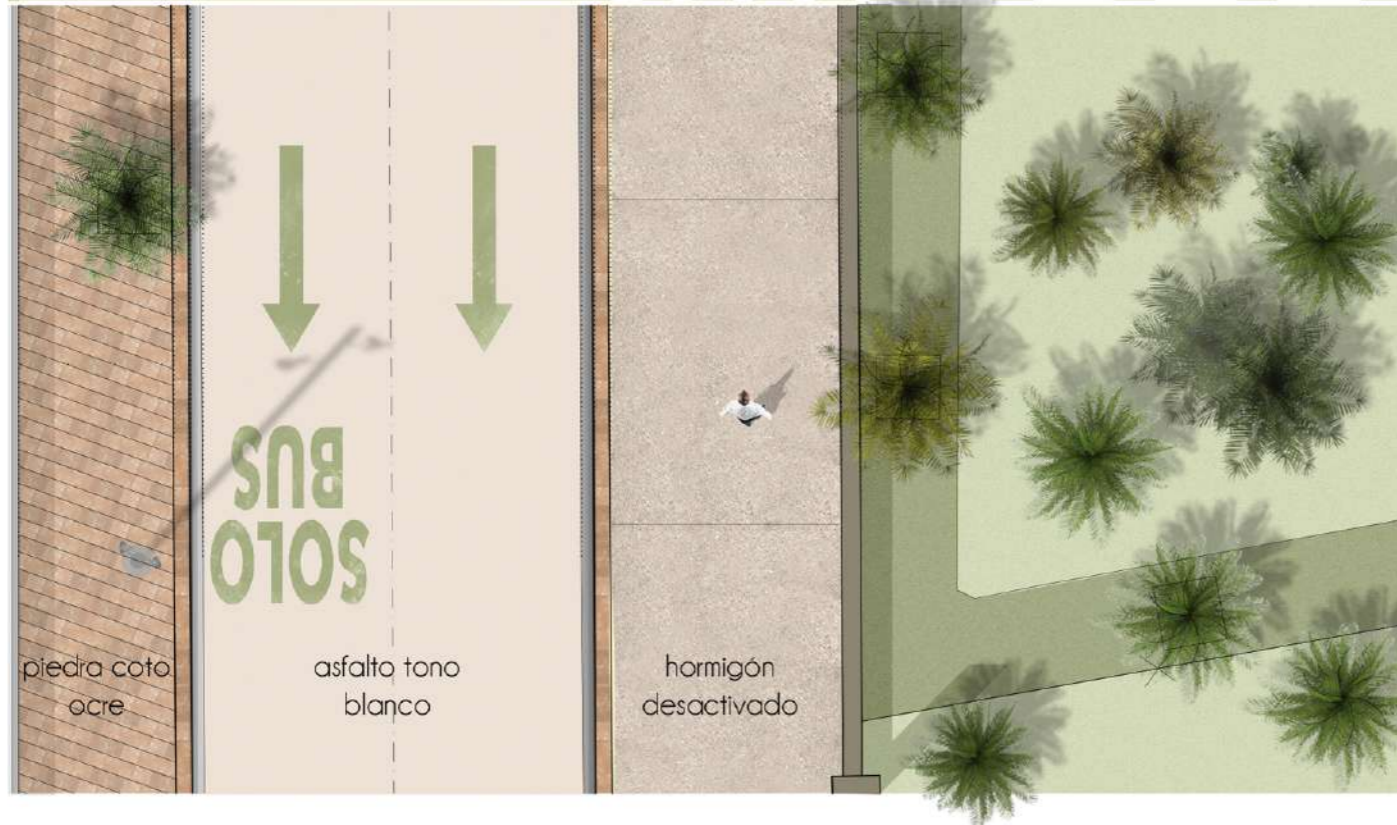 SOLO
BUS
piedra coto
ocre
asfalto tono
blanco
hormigón
desactivado